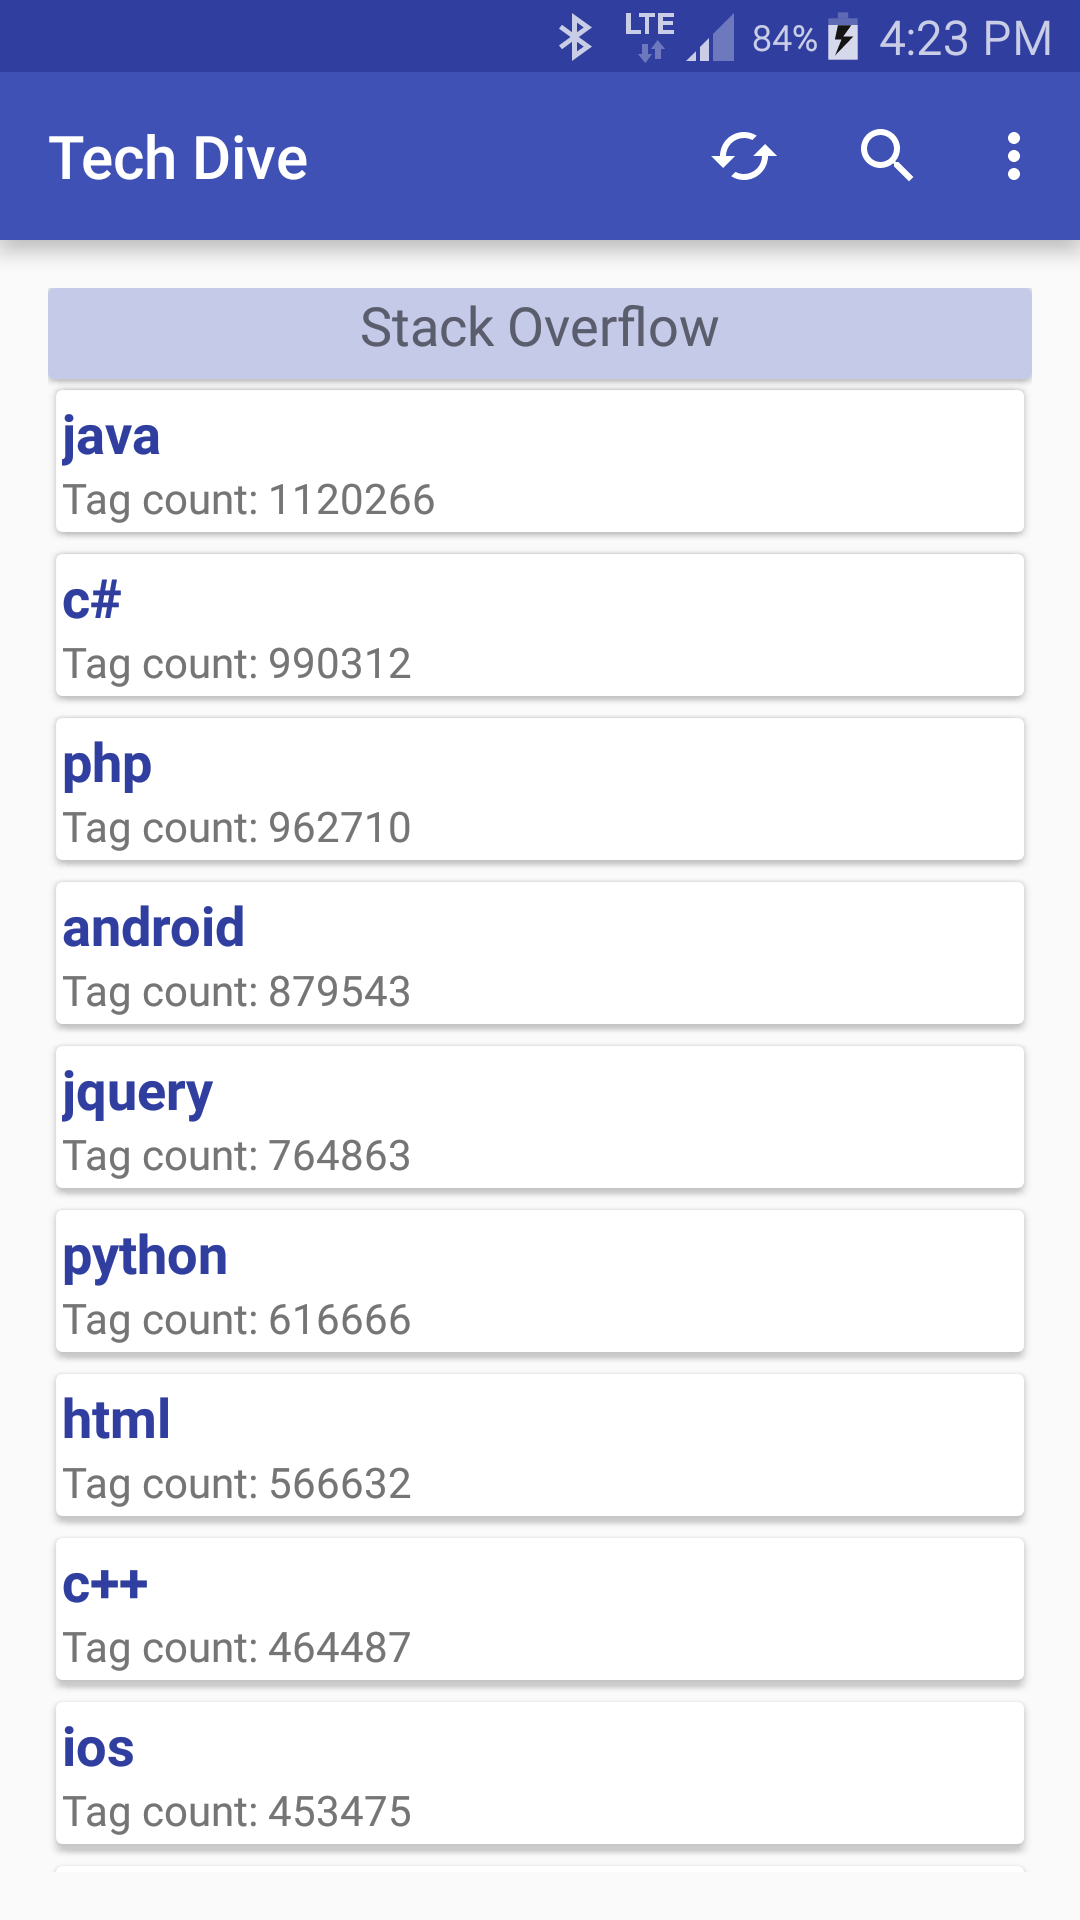 LTE 84% 4:23 PM
Tech Dive
Stack Overflow
java
Tag count: 1120266
c#
Tag count: 990312
php
Tag count: 962710
android
Tag count: 879543
jquery
Tag count: 764863
python
Tag count: 616666
html
Tag count: 566632
c++
Tag count: 464487
ios
Tag count: 453475